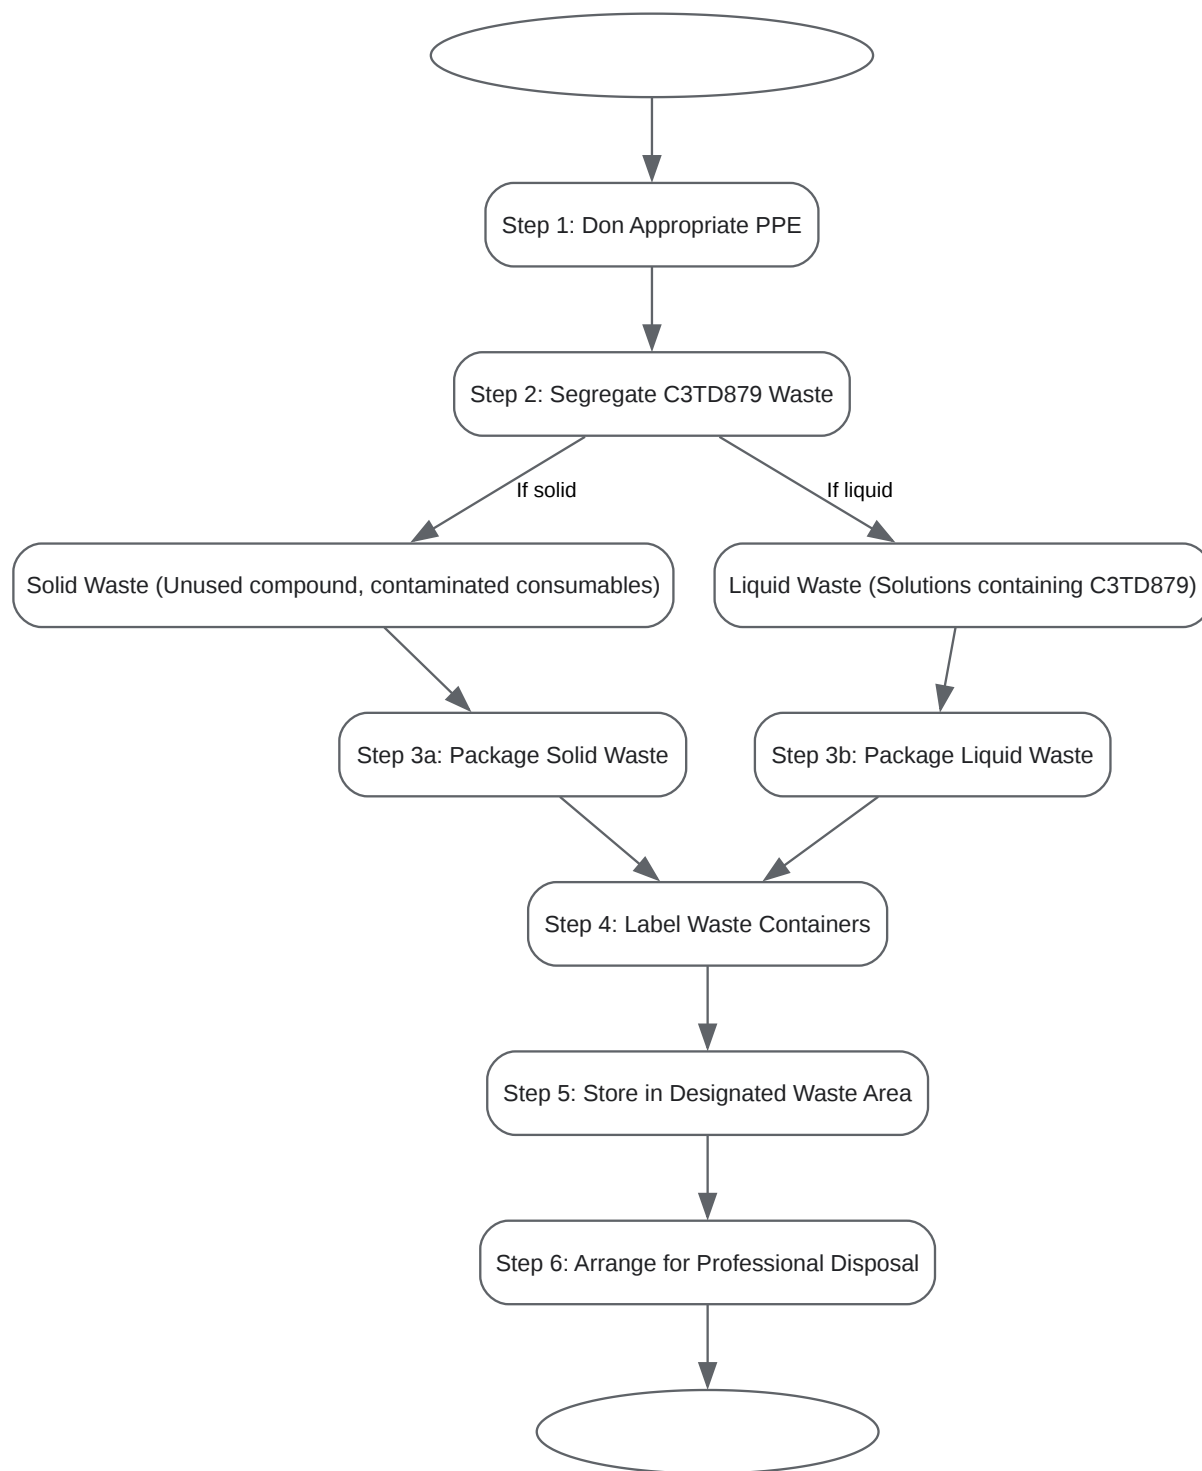 Step 1: Don Appropriate PPE
Step 2: Segregate C3TD879 Waste
If solid
If liquid
Solid Waste (Unused compound, contaminated consumables)
Liquid Waste (Solutions containing C3TD879)
Step 3a: Package Solid Waste
Step 3b: Package Liquid Waste
Step 4: Label Waste Containers
Step 5: Store in Designated Waste Area
Step 6: Arrange for Professional Disposal